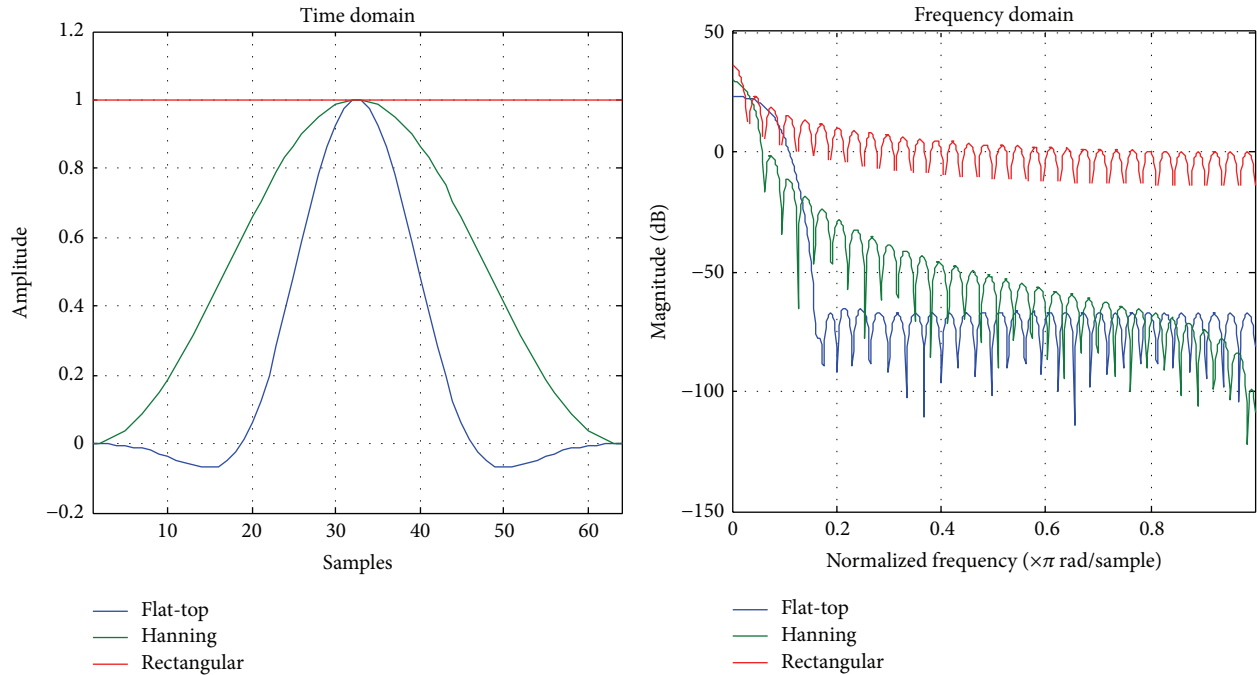 Time domain
1.2
1
0.8
0.6
0.4
0.2
0
−0.2
Amplitude
10 20 30 40 50 60
Samples
Flat-top
Hanning
Rectangular
Frequency domain
50
0
−50
−100
−150
Magnitude (dB)
0 0.2 0.4 0.6 0.8
Normalized frequency (×π rad/sample)
Flat-top
Hanning
Rectangular